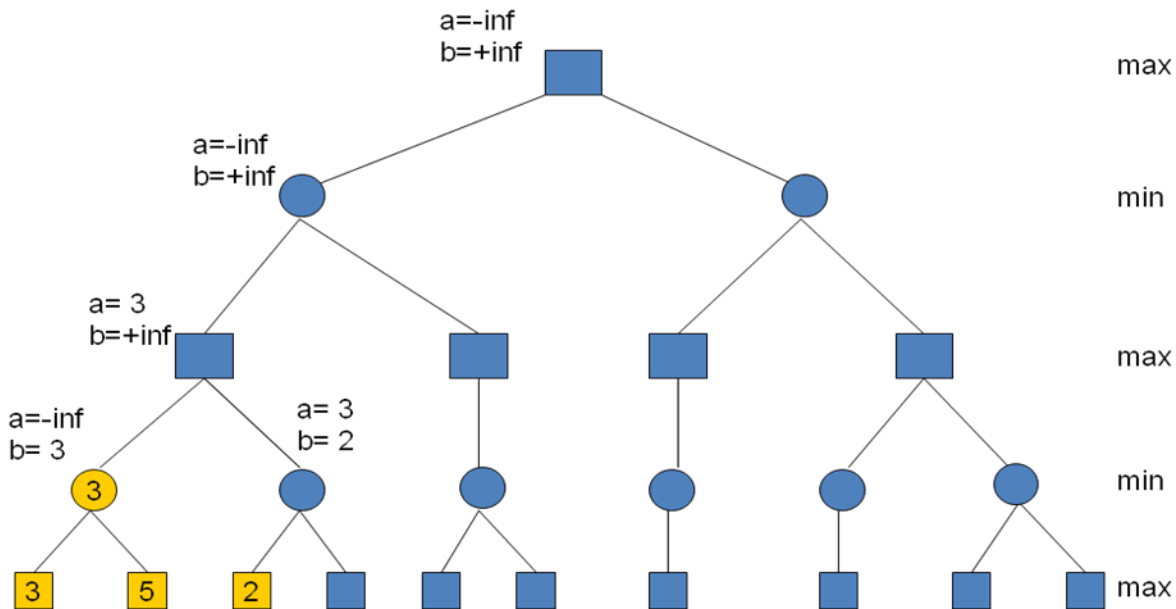 a=-inf
b=+inf
max
a=-inf
b=+inf
min
a= 3
b=+inf
max
a=-inf
b= 3
a= 3
b= 2
3
min
3
5
2
max